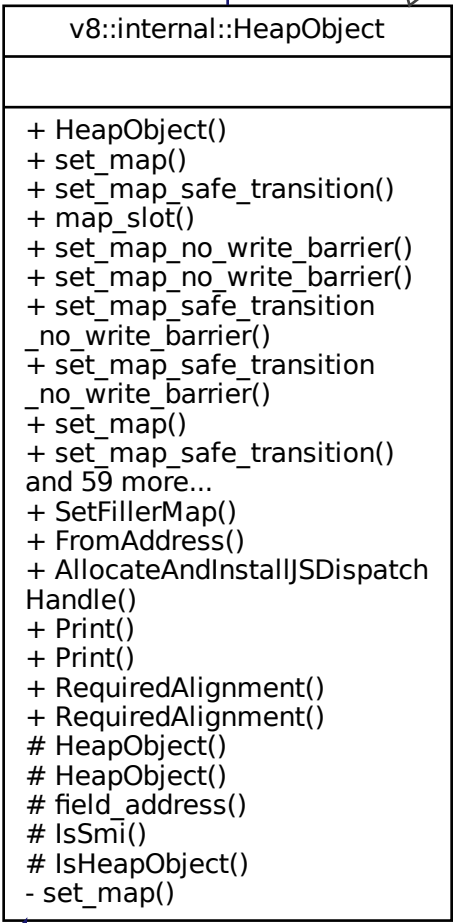 v8::internal::HeapObject
+ HeapObject()
+ set_map()
+ set_map_safe_transition()
+ map_slot()
+ set_map_no_write_barrier()
+ set_map_no_write_barrier()
+ set_map_safe_transition
_no_write_barrier()
+ set_map_safe_transition
_no_write_barrier()
+ set_map()
+ set_map_safe_transition()
and 59 more...
+ SetFillerMap()
+ FromAddress()
+ AllocateAndInstallJSDispatch
Handle()
+ Print()
+ Print()
+ RequiredAlignment()
+ RequiredAlignment()
# HeapObject()
# HeapObject()
# field_address()
# IsSmi()
# IsHeapObject()
- set_map()